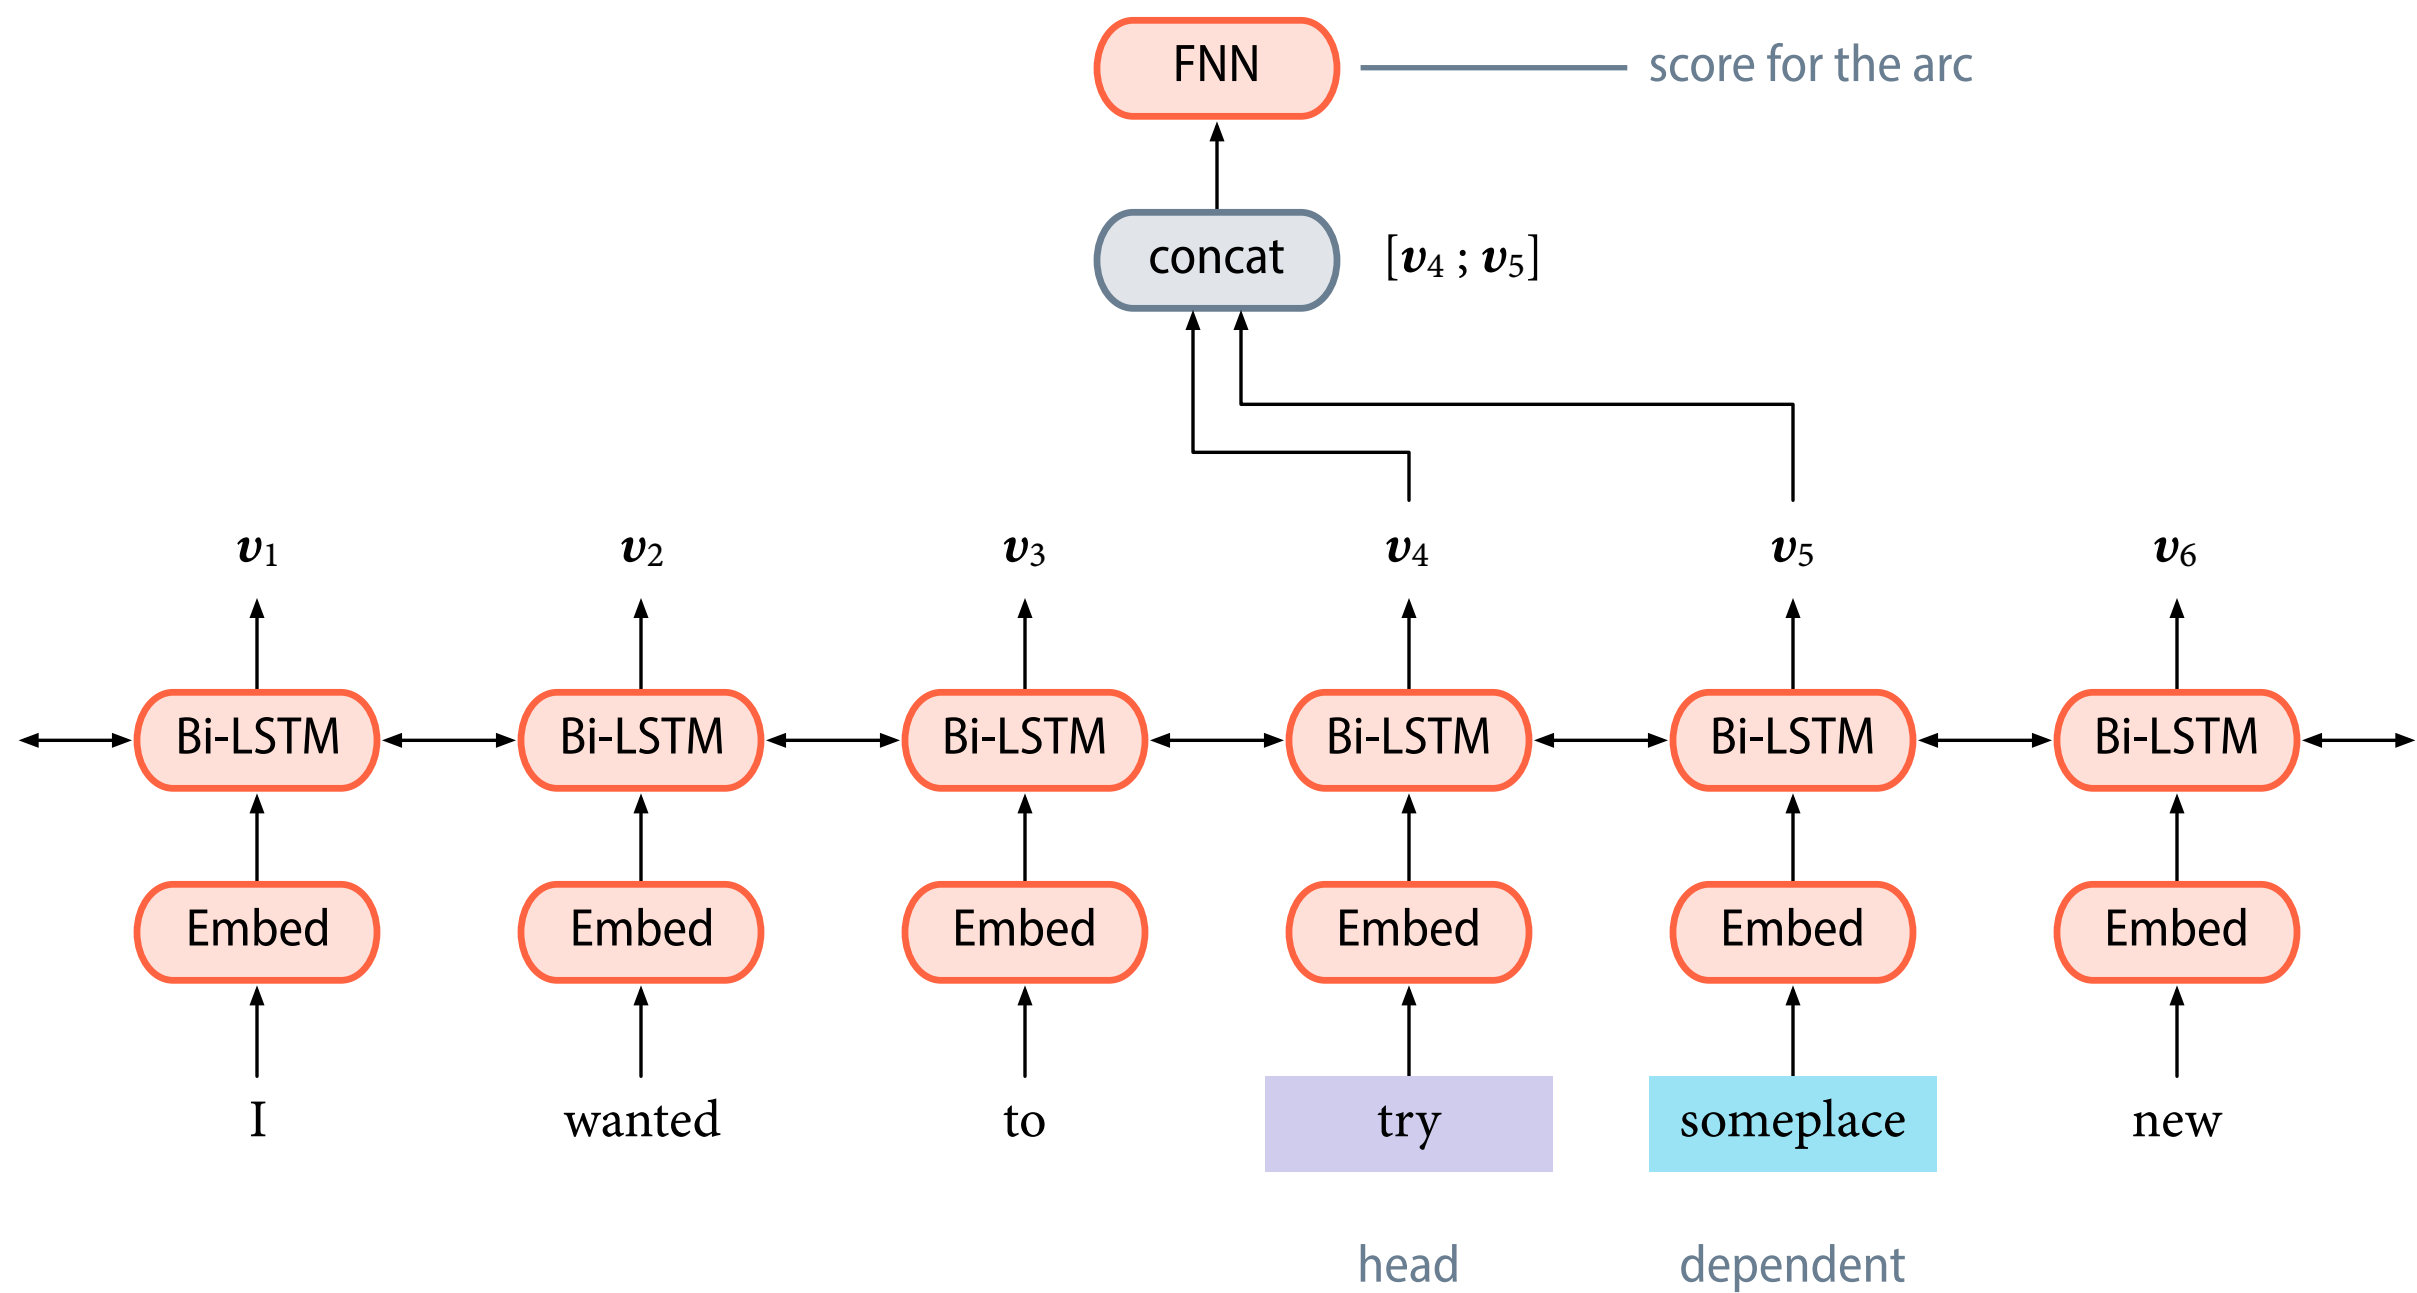 FNN score for the arc
concat [v4 ; v5]
v1 v2 v3 v4 v5 v6
Bi-LSTM Bi-LSTM Bi-LSTM Bi-LSTM Bi-LSTM Bi-LSTM
Embed Embed Embed Embed Embed Embed
I wanted to try someplace new
head dependent